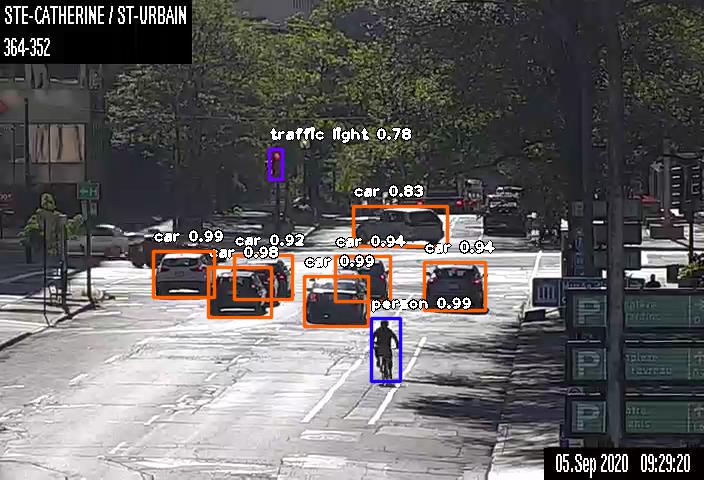 STE-CATHERINE / ST-URBAIN
364-352
traffic light 0.78
car 0.83
car 0.99
car 0.92
car 0.98
car 0.94
car 0.94
car 0.99
person 0.99
P
P
P
05.Sep 2020 09:29:20